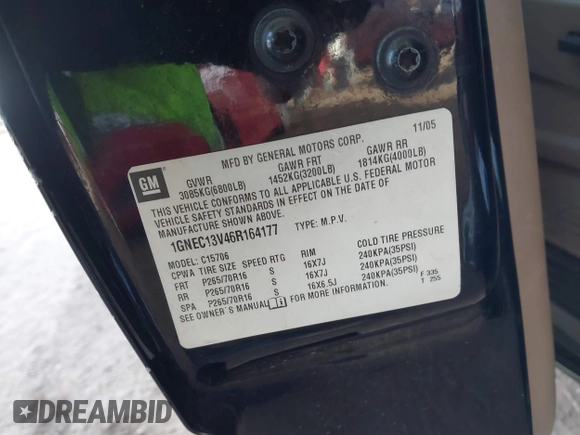 MFD BY GENERAL MOTORS CORP. 11/05
GM
GVWR GAWR FRT GAWR RR
3085KG(6800LB) 1452KG(3200LB) 1814KG(4000LB)
THIS VEHICLE CONFORMS TO ALL APPLICABLE U.S. FEDERAL MOTOR
VEHICLE SAFETY STANDARDS IN EFFECT ON THE DATE OF
MANUFACTURE SHOWN ABOVE.
1GNEC13V46R164177 TYPE: M.P.V.
MODEL: C15706
CPWA TIRE SIZE SPEED RTG RIM COLD TIRE PRESSURE
FRT P265/70R16 S 16X7J 240KPA(35PSI)
RR P265/70R16 S 16X7J 240KPA(35PSI)
SPA P265/70R16 S 16X6.5J 240KPA(35PSI)
SEE OWNER'S MANUAL FOR MORE INFORMATION.
F 335
T 255
DREAMBID